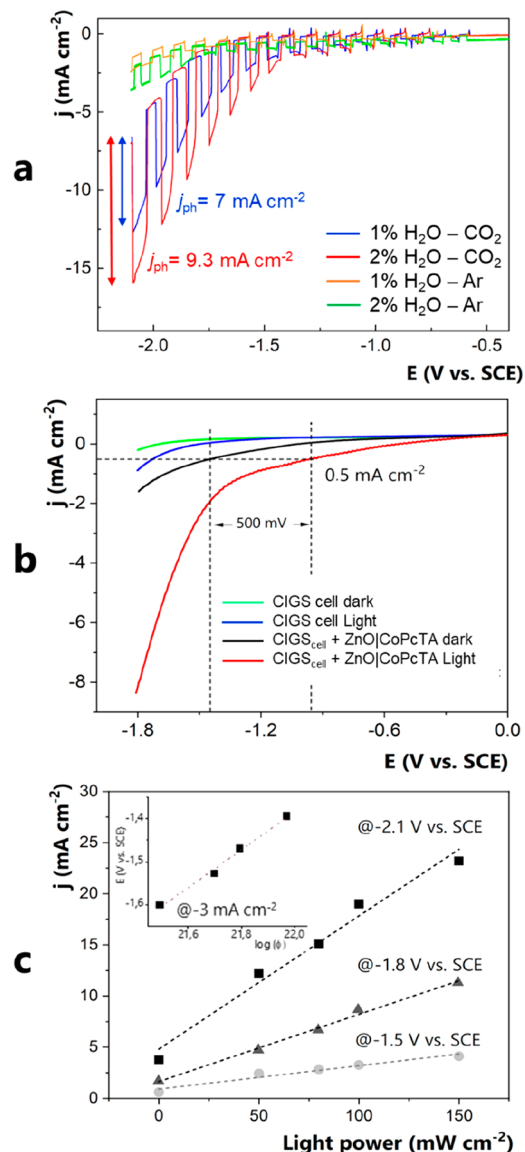 a
j (mA cm-2)
0
-5
-10
-15
jph= 7 mA cm-2
jph= 9.3 mA cm-2
1% H2O – CO2
2% H2O – CO2
1% H2O – Ar
2% H2O – Ar
-2.0
-1.5
-1.0
-0.5
E (V vs. SCE)
b
j (mA cm-2)
0
-2
-4
-6
-8
0.5 mA cm-2
500 mV
CIGS cell dark
CIGS cell Light
CIGScell + ZnO|CoPcTA dark
CIGScell + ZnO|CoPcTA Light
-1.8
-1.2
-0.6
0.0
E (V vs. SCE)
c
j (mA cm-2)
30
25
20
15
10
5
0
E (V vs. SCE)
-1,4
-1,5
-1,6
@-3 mA cm-2
21,6
21,8
22,0
log (ϕ)
@-2.1 V vs. SCE
@-1.8 V vs. SCE
@-1.5 V vs. SCE
0
50
100
150
Light power (mW cm-2)